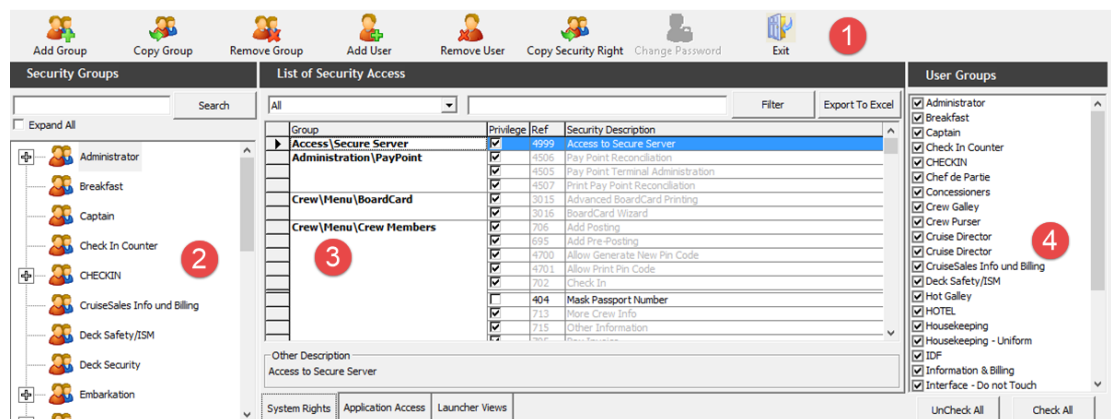 Add Group Copy Group Remove Group Add User Remove User Copy Security Right Change Password Exit 1
Security Groups
Search
Expand All
Administrator
Breakfast
Captain
Check In Counter
2
CHECKIN
CruiseSales Info und Billing
Deck Safety/ISM
Deck Security
Embarkation
List of Security Access
All Filter Export To Excel
Group Privilege Ref Security Description
Access\Secure Server 4999 Access to Secure Server
Administration\PayPoint 4506 Pay Point Reconciliation
4505 Pay Point Terminal Administration
4507 Print Pay Point Reconciliation
Crew\Menu\BoardCard 3015 Advanced BoardCard Printing
3016 BoardCard Wizard
Crew\Menu\Crew Members 706 Add Posting
695 Add Pre-Posting
3
4700 Allow Generate New Pin Code
4701 Allow Print Pin Code
702 Check In
404 Mask Passport Number
713 More Crew Info
715 Other Information
Other Description
Access to Secure Server
System Rights Application Access Launcher Views
User Groups
Administrator
Breakfast
Captain
Check In Counter
CHECKIN
Chef de Partie
Concessioners
Crew Galley
Crew Purser
Cruise Director
4
Cruise Director
CruiseSales Info und Billing
Deck Safety/ISM
Hot Galley
HOTEL
Housekeeping
Housekeeping - Uniform
IDF
Information & Billing
Interface - Do not Touch
UnCheck All Check All